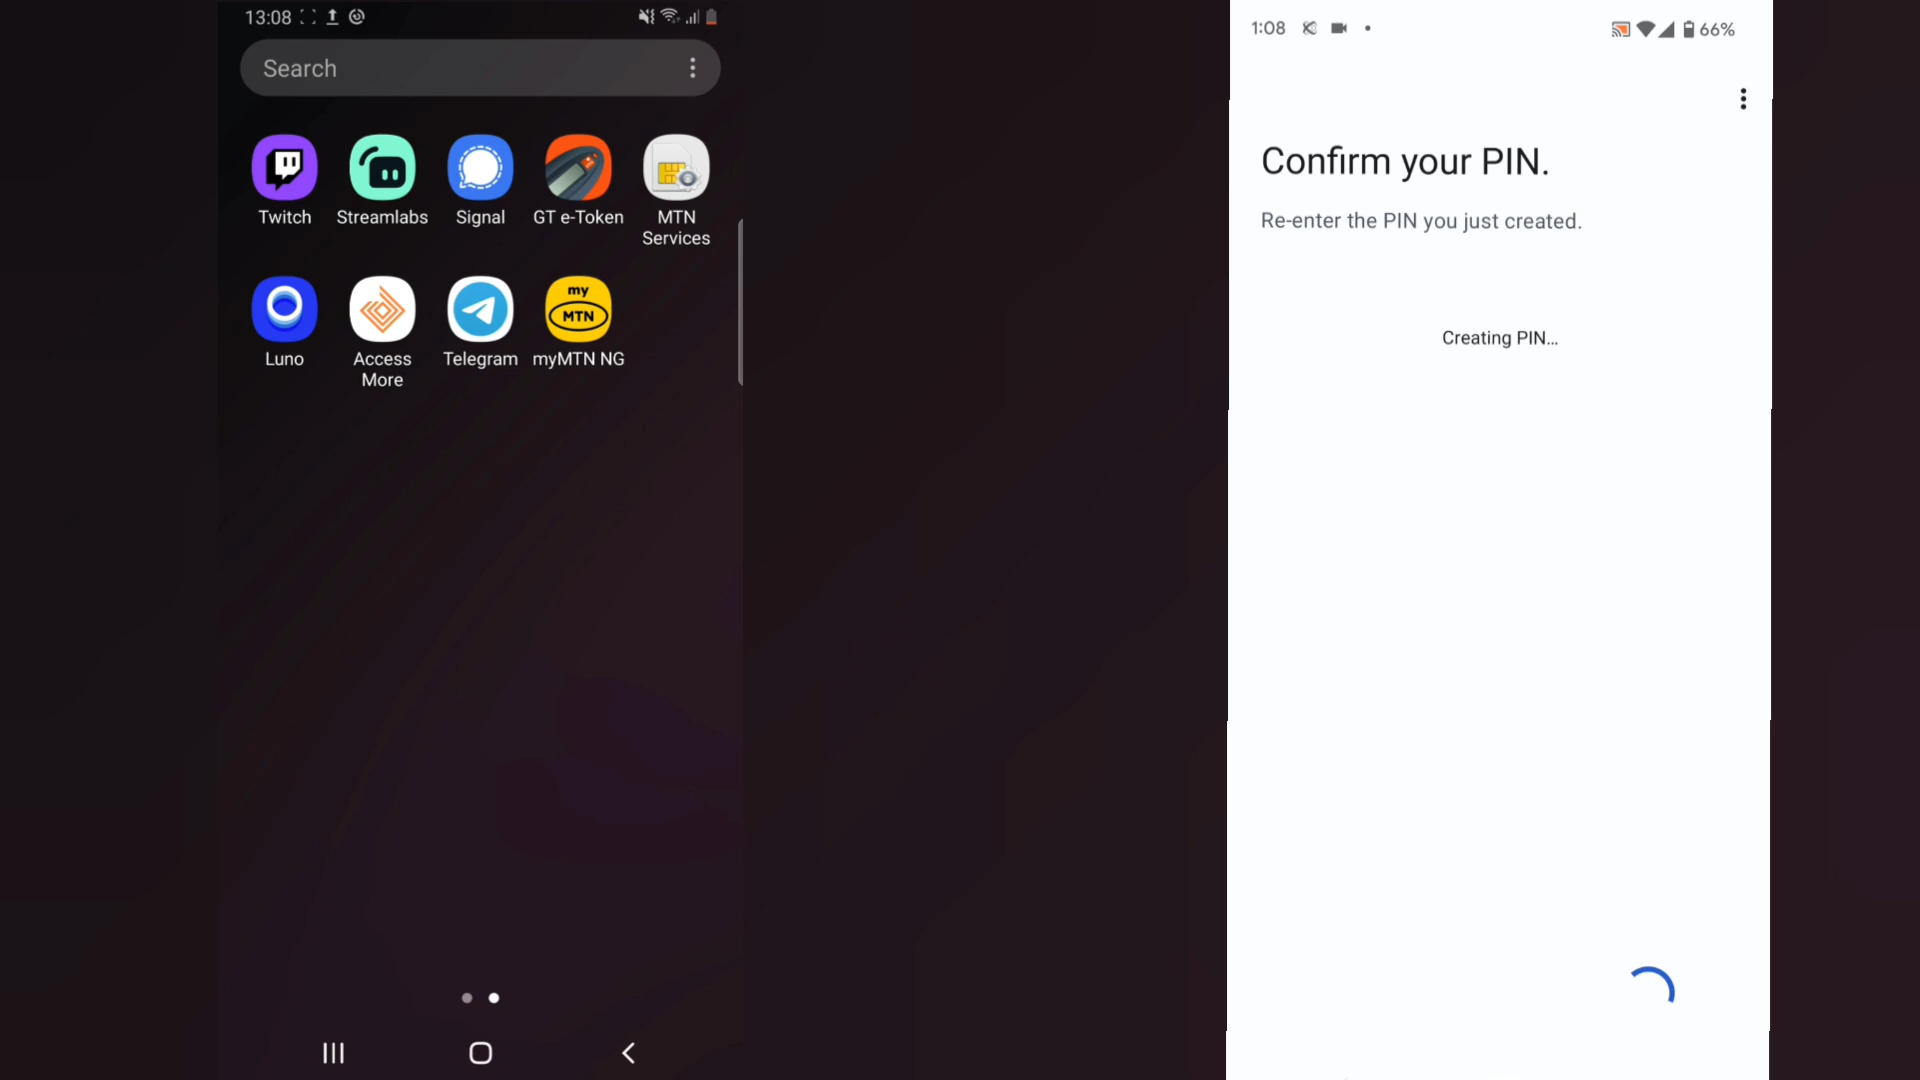 13:08
Search
Twitch
Streamlabs
Signal
GT e-Token
MTN
Services
my
MTN
Luno
Access
More
Telegram
myMTN NG
1:08
66%
Confirm your PIN.
Re-enter the PIN you just created.
Creating PIN...